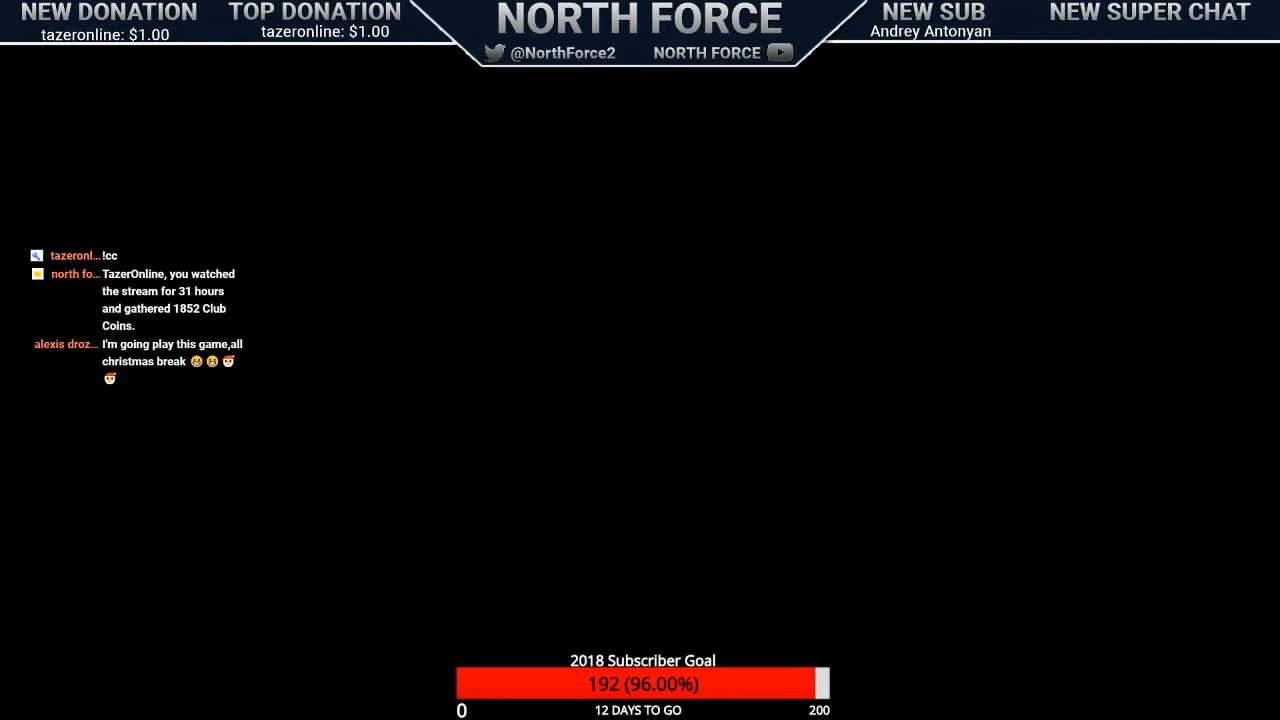 NEW DONATION
tazeronline: $1.00
TOP DONATION
tazeronline: $1.00
NORTH FORCE
@NorthForce2
NORTH FORCE
NEW SUB
Andrey Antonyan
NEW SUPER CHAT
tazeronl... !cc
north fo... TazerOnline, you watched
the stream for 31 hours
and gathered 1852 Club
Coins.
alexis droz... I'm going play this game,all
christmas break 😆 😆 🎅
🎅
2018 Subscriber Goal
192 (96.00%)
0
12 DAYS TO GO
200